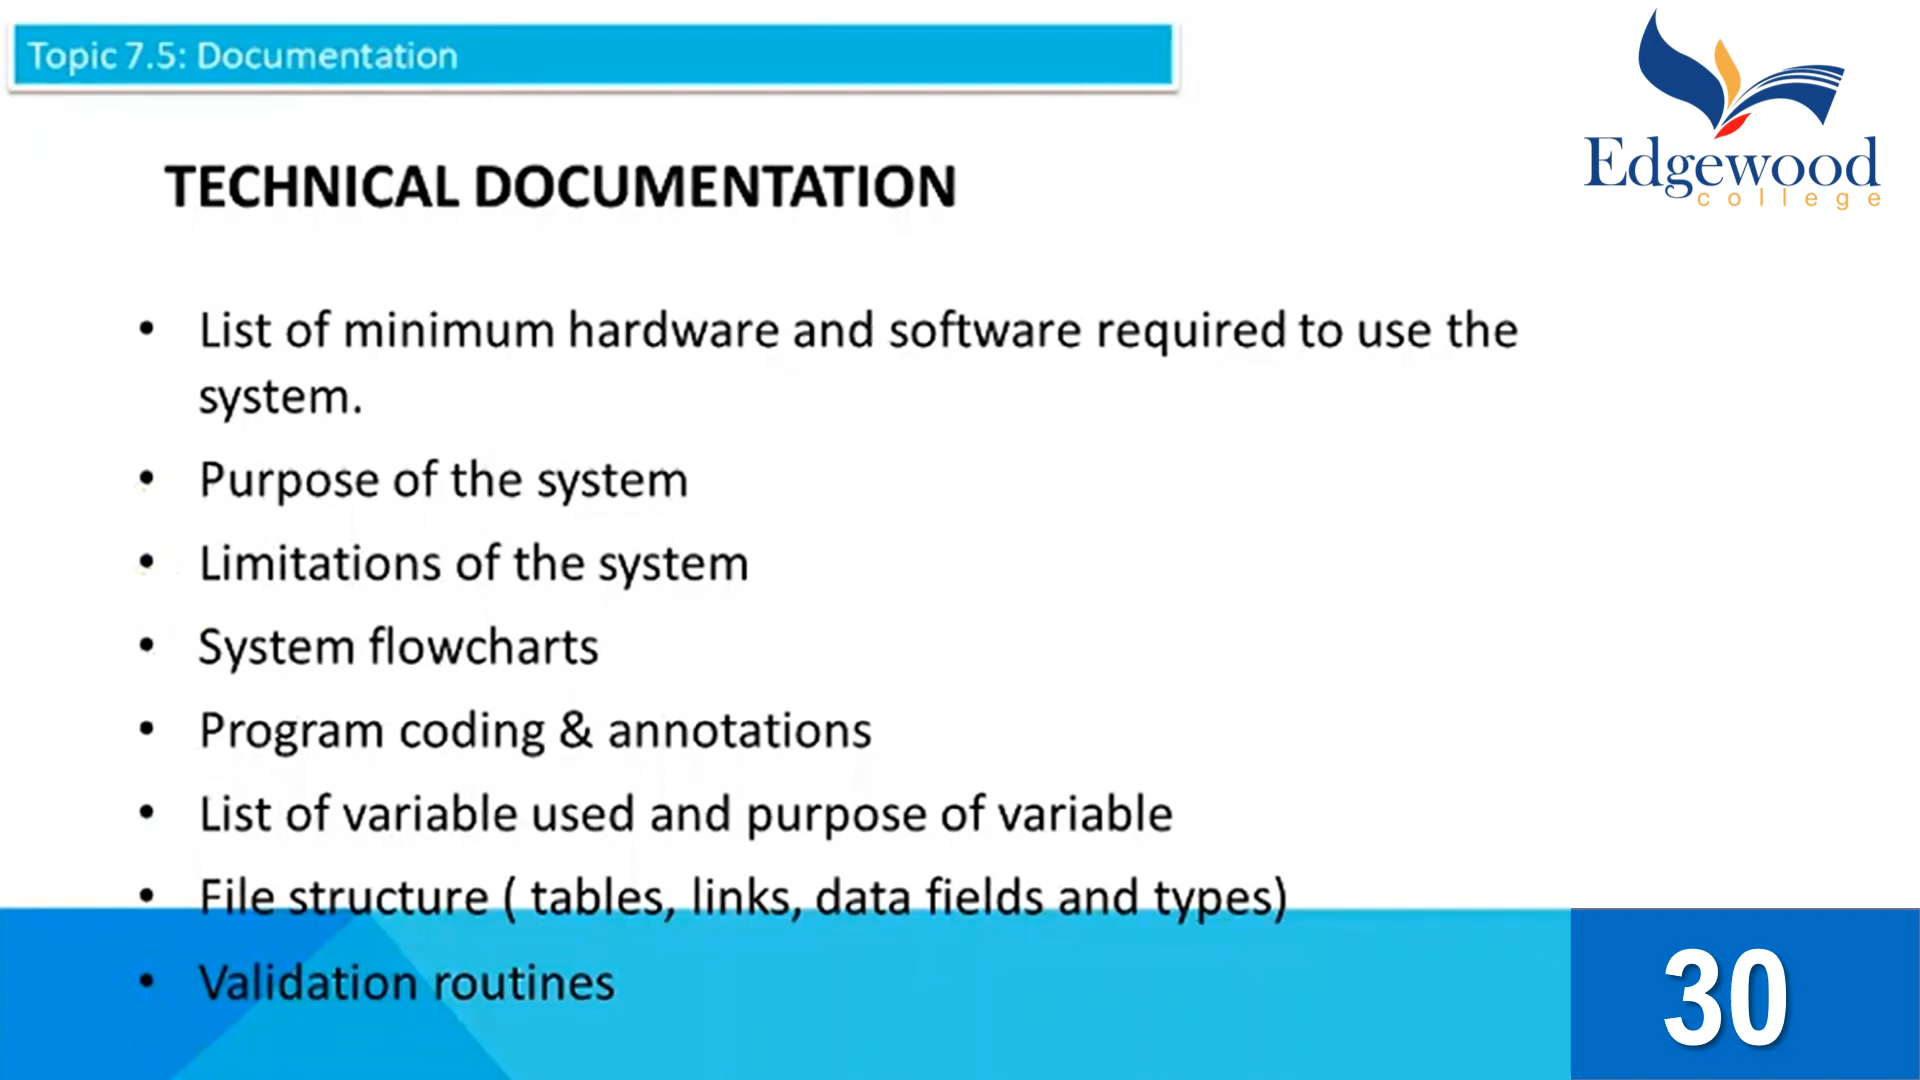 Topic 7.5: Documentation
Edgewood
college
TECHNICAL DOCUMENTATION
• List of minimum hardware and software required to use the
system.
• Purpose of the system
• Limitations of the system
• System flowcharts
• Program coding & annotations
• List of variable used and purpose of variable
• File structure ( tables, links, data fields and types)
• Validation routines
30